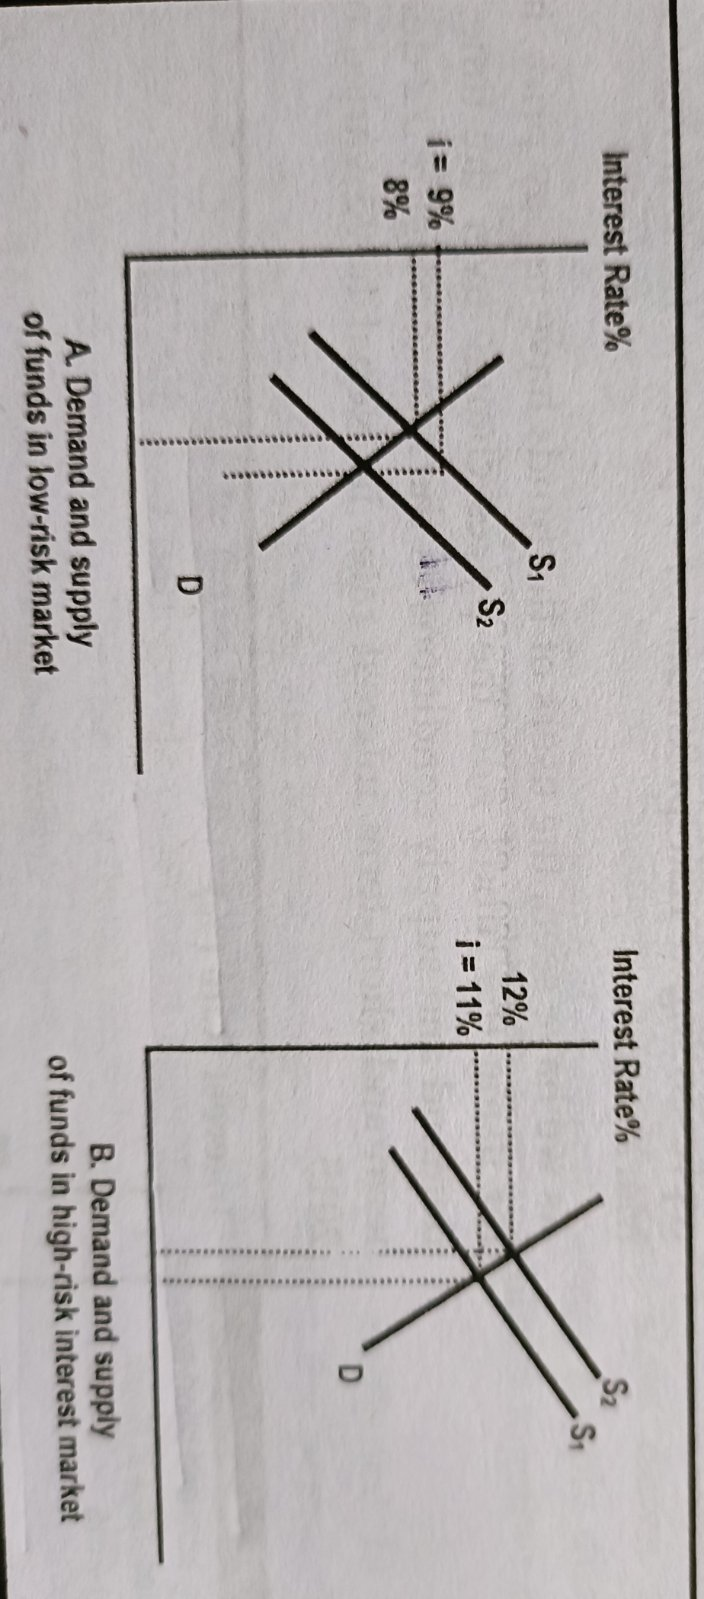 Interest Rate%
i = 9%
8%
S₁
S₂
D
A. Demand and supply
of funds in low-risk market
Interest Rate%
12%
i = 11%
S₂
S₁
D
B. Demand and supply
of funds in high-risk interest market